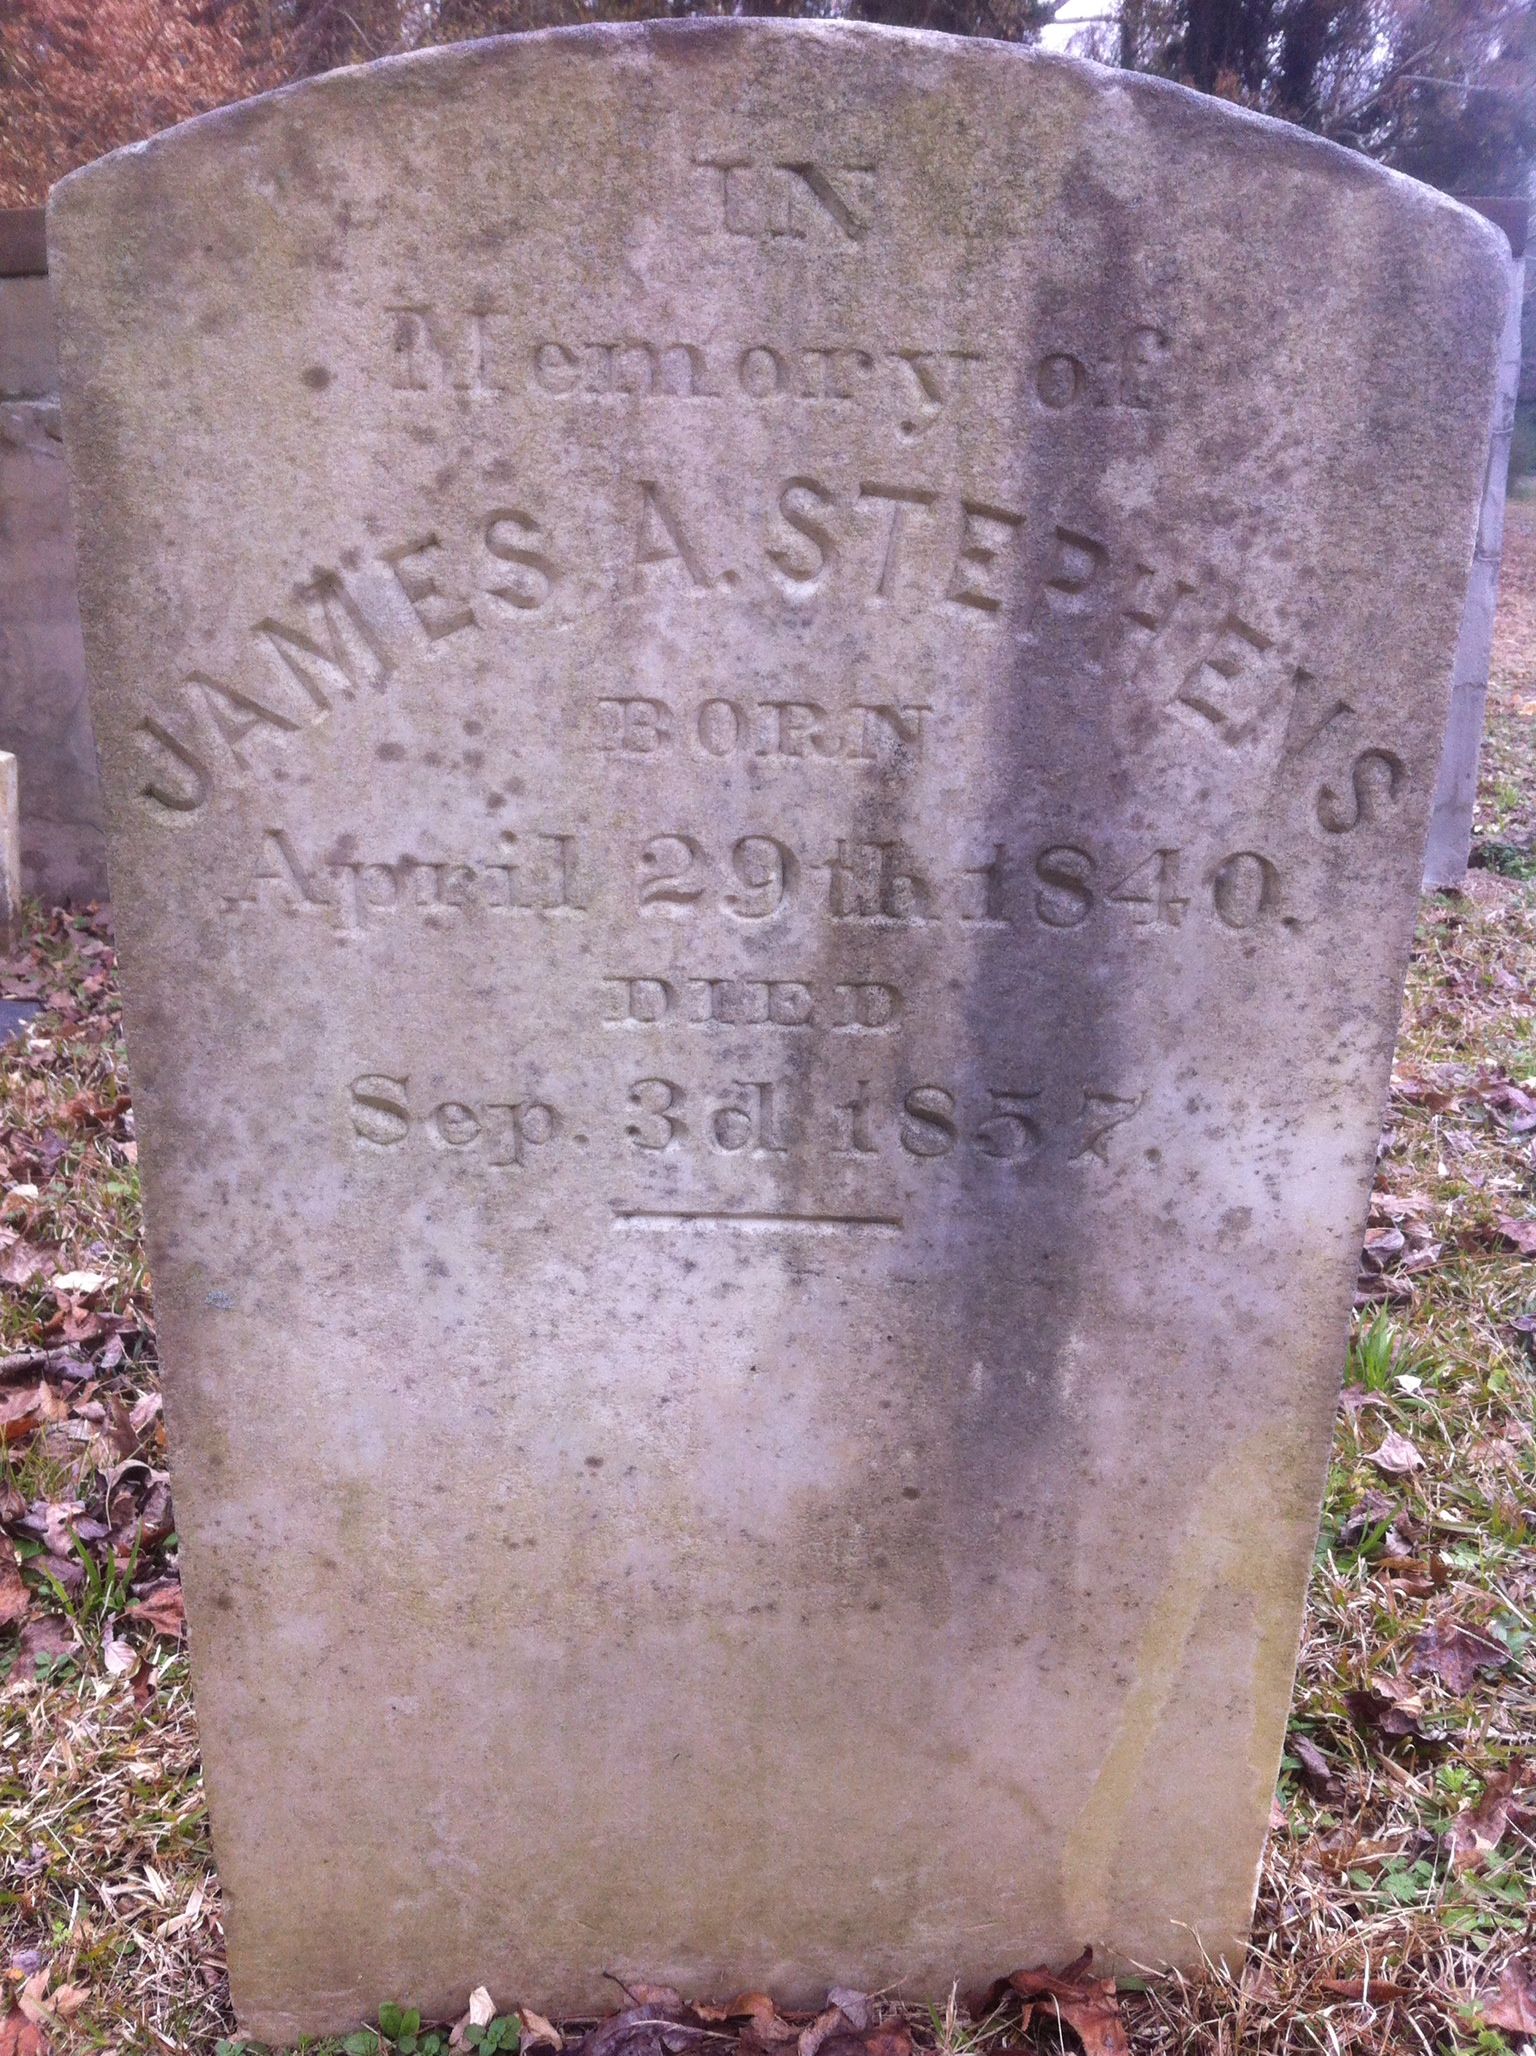 IN
Memory of
JAMES. A. STEPHENS
BORN
April 29th 1840.
DIED
Sep. 3d 1857.